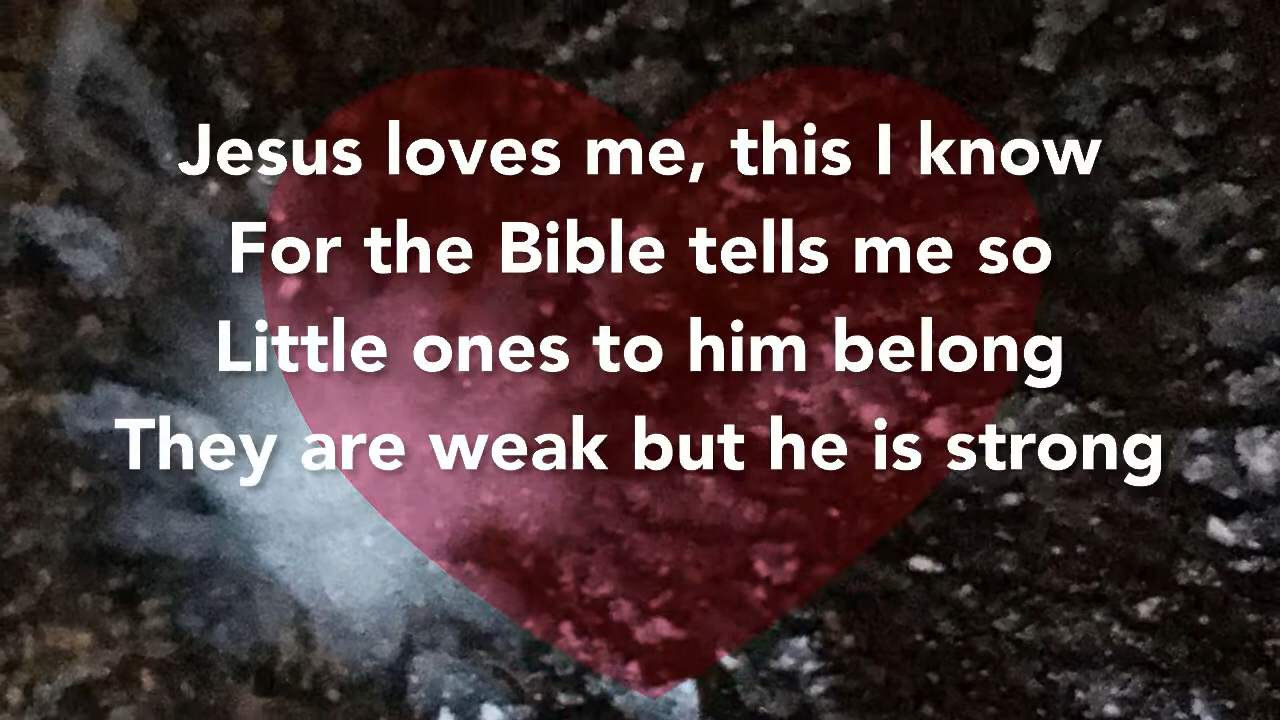 Jesus loves me, this I know
For the Bible tells me so
Little ones to him belong
They are weak but he is strong